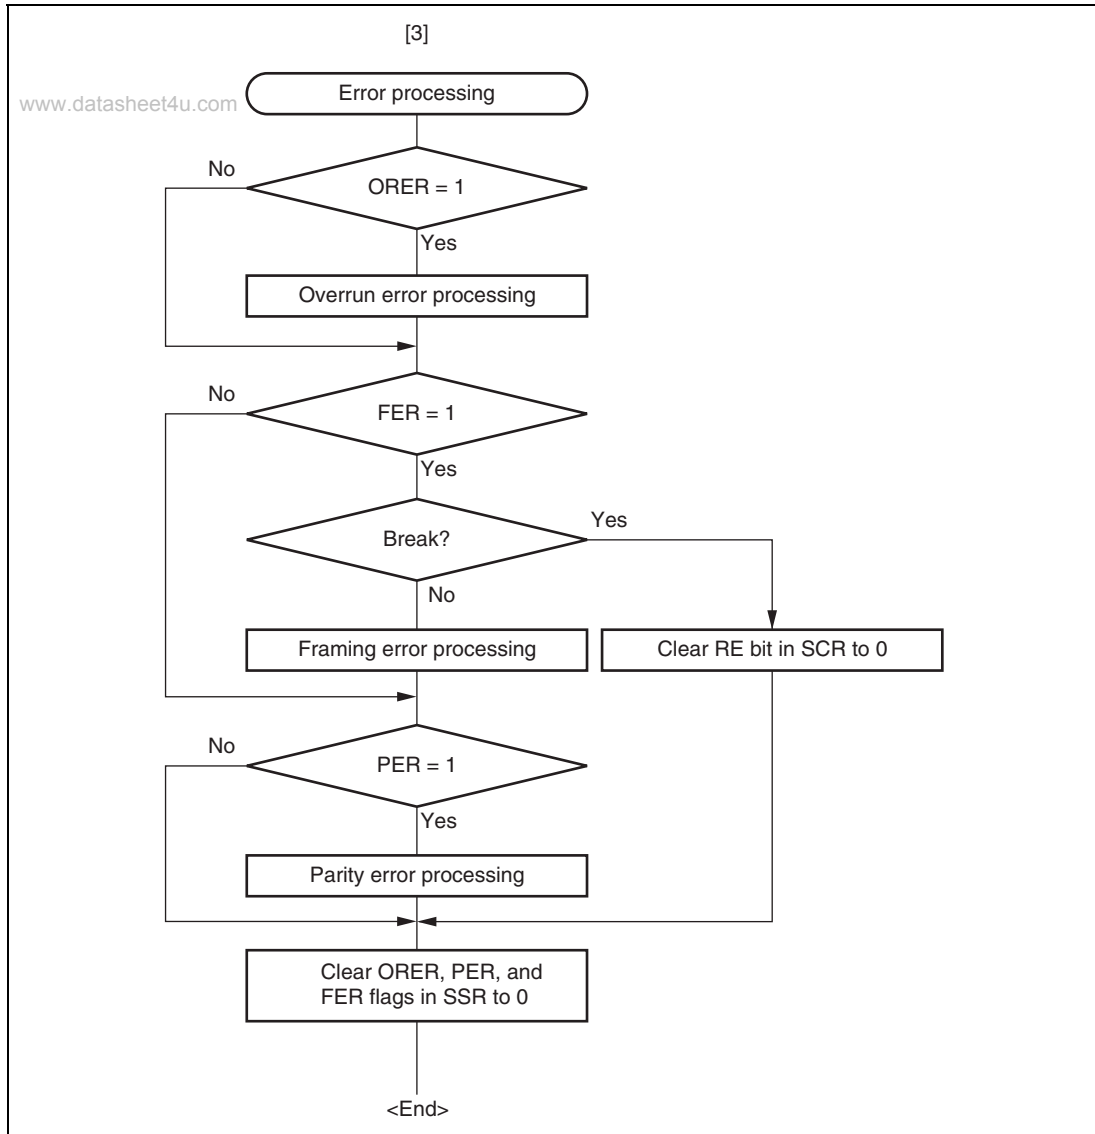 [3]
www.datasheet4u.com
Error processing
No
ORER = 1
Yes
Overrun error processing
No
FER = 1
Yes
Break?
Yes
No
Framing error processing
Clear RE bit in SCR to 0
No
PER = 1
Yes
Parity error processing
Clear ORER, PER, and
FER flags in SSR to 0
<End>